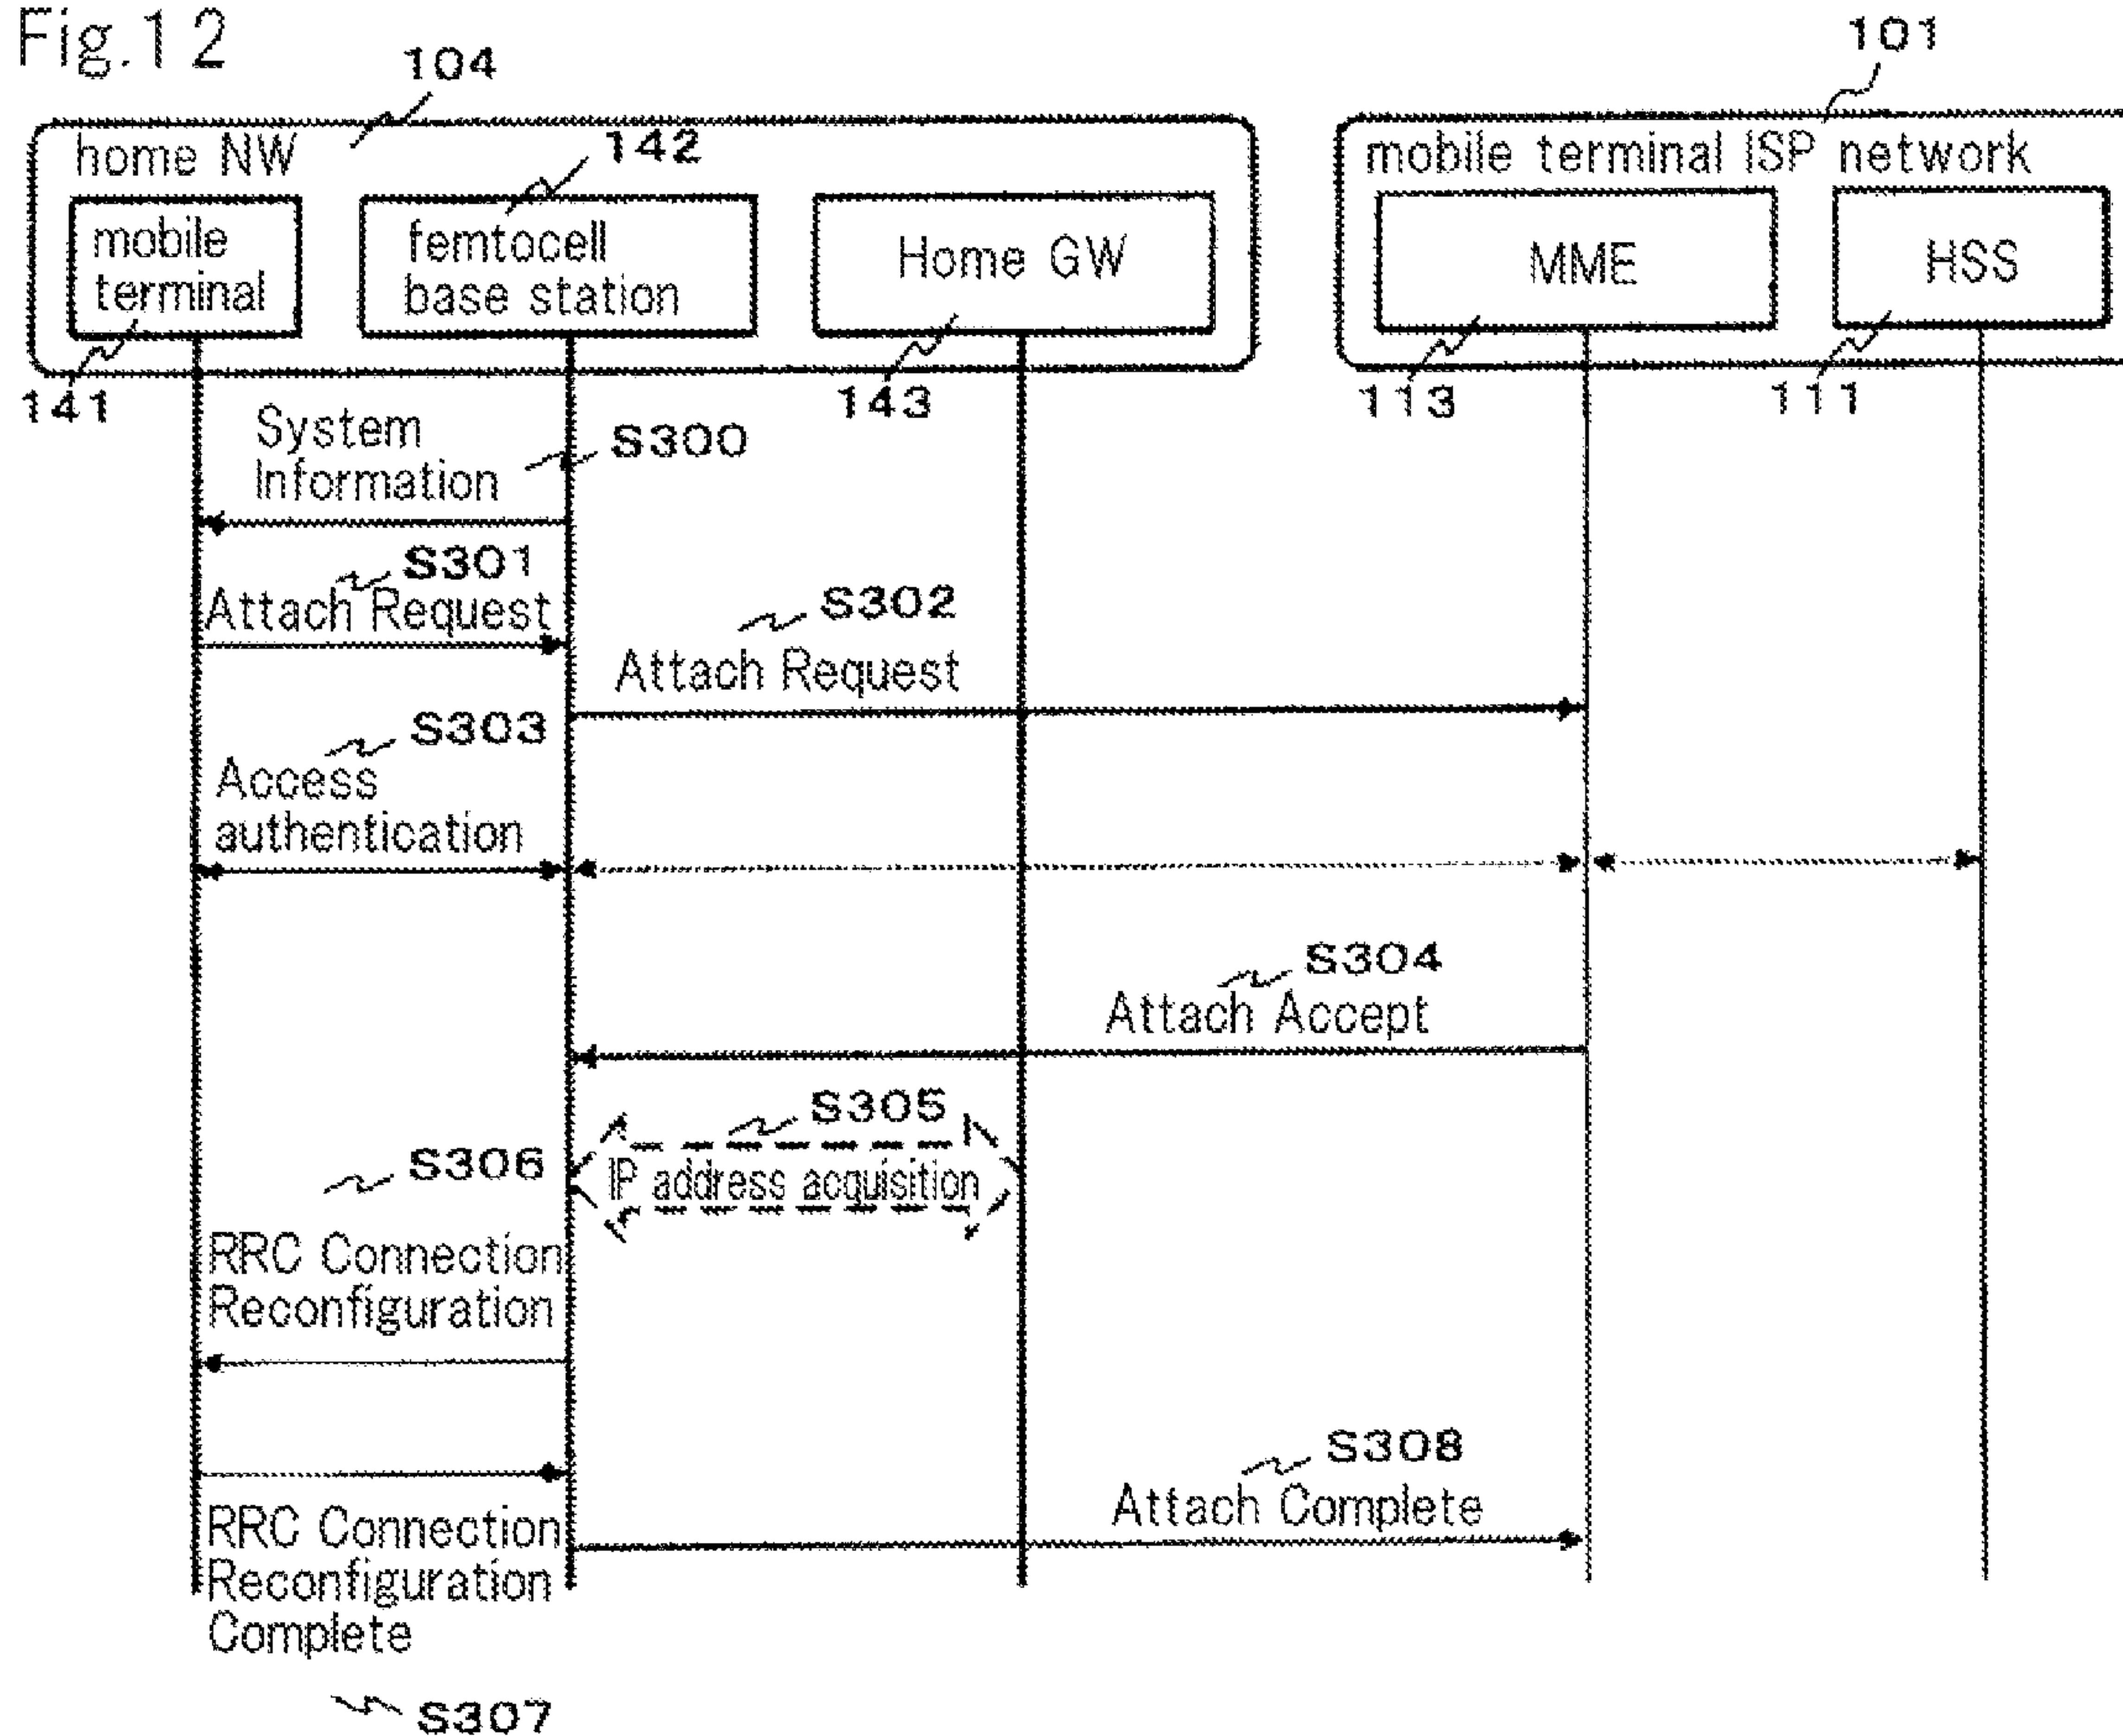 Fig.12
104
101
home NW
142
mobile terminal ISP network
mobile
terminal
femtocell
base station
Home GW
MME
HSS
141
143
113
111
System
Information
S300
S301
Attach Request
S302
Attach Request
S303
Access
authentication
S304
Attach Accept
S305
IP address acquisition
S306
RRC Connection
Reconfiguration
S308
Attach Complete
RRC Connection
Reconfiguration
Complete
S307